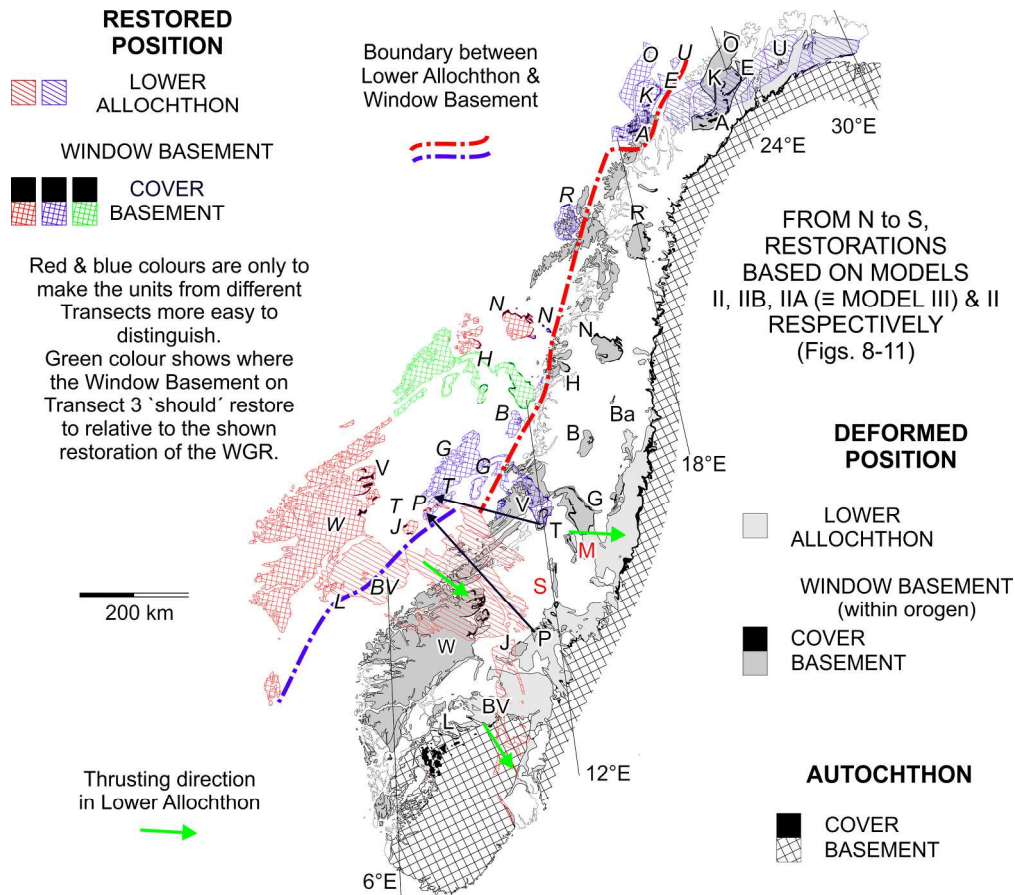 RESTORED
POSITION
LOWER
ALLOCHTHON
WINDOW BASEMENT
COVER
BASEMENT
Red & blue colours are only to
make the units from different
Transects more easy to
distinguish.
Green colour shows where
the Window Basement on
Transect 3 `should´ restore
to relative to the shown
restoration of the WGR.
Boundary between
Lower Allochthon &
Window Basement
FROM N to S,
RESTORATIONS
BASED ON MODELS
II, IIB, IIA (≡ MODEL III) & II
RESPECTIVELY
(Figs. 8-11)
DEFORMED
POSITION
LOWER
ALLOCHTHON
WINDOW BASEMENT
(within orogen)
COVER
BASEMENT
AUTOCHTHON
COVER
BASEMENT
200 km
Thrusting direction
in Lower Allochthon
O
U
E
K
A
O
U
E
K
A
30°E
24°E
R
R
N
N
N
H
H
B
B
Ba
18°E
G
G
G
V
V
T
T
P
T
J
W
M
S
L
BV
W
J
P
BV
L
12°E
6°E